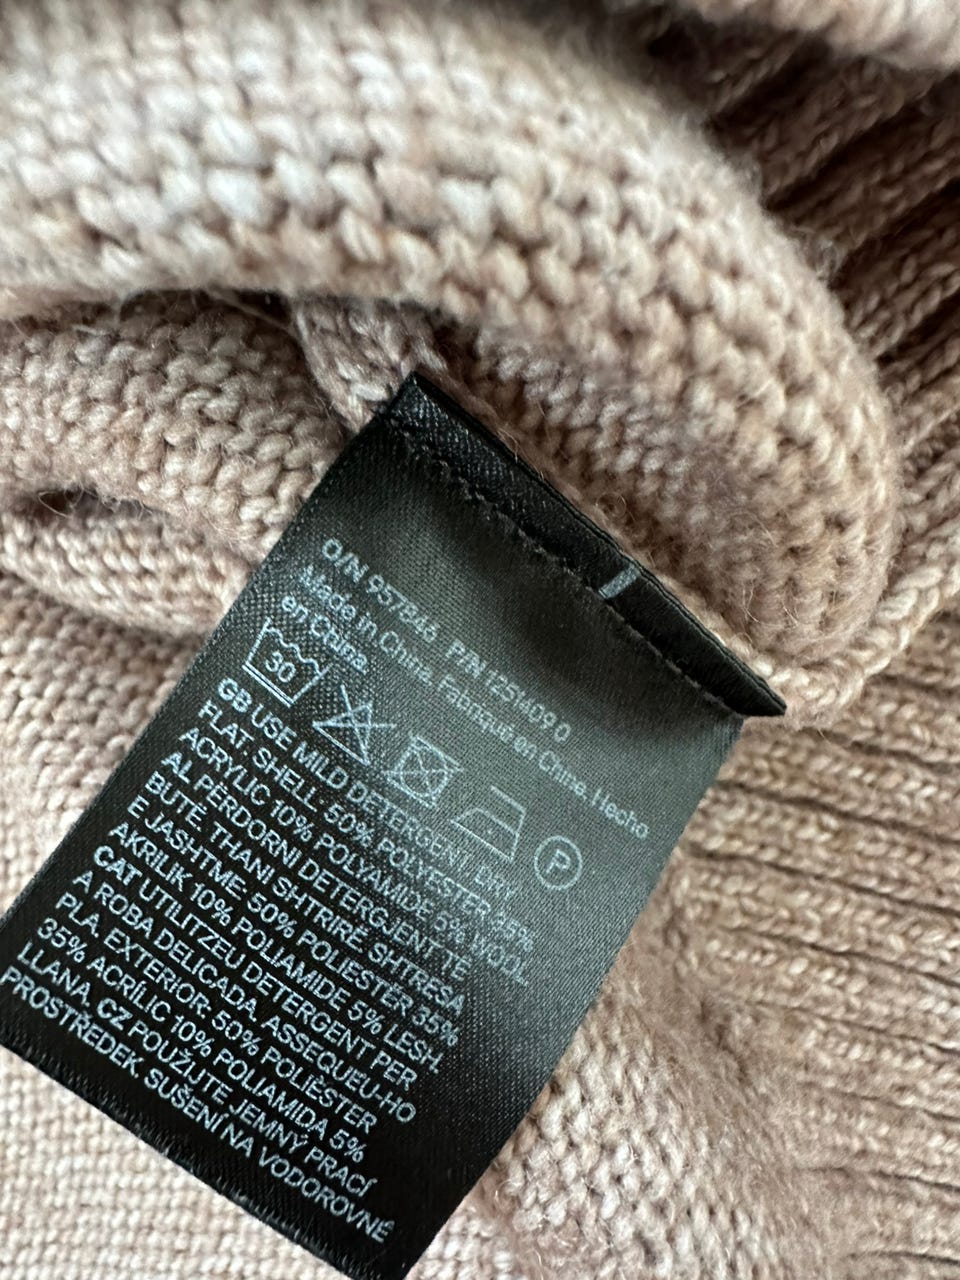 O/N 957846 P/N 1251409 0
Made in China. Fabriqué en Chine. Hecho
en China.
30
P
GB USE MILD DETERGENT. DRY
FLAT. SHELL: 50% POLYESTER 35%
ACRYLIC 10% POLYAMIDE 5% WOOL.
AL PËRDORNI DETERGJENT TË
BUTË. THANI SHTRIRË. SHTRESA
E JASHTME: 50% POLIESTER 35%
AKRILIK 10% POLIAMIDE 5% LESH.
CAT UTILITZEU DETERGENT PER
A ROBA DELICADA. ASSEQUEU-HO
PLA. EXTERIOR: 50% POLIÈSTER
35% ACRÍLIC 10% POLIAMIDA 5%
LLANA. CZ POUŽIJTE JEMNÝ PRACÍ
PROSTŘEDEK. SUŠENÍ NA VODOROVNÉ